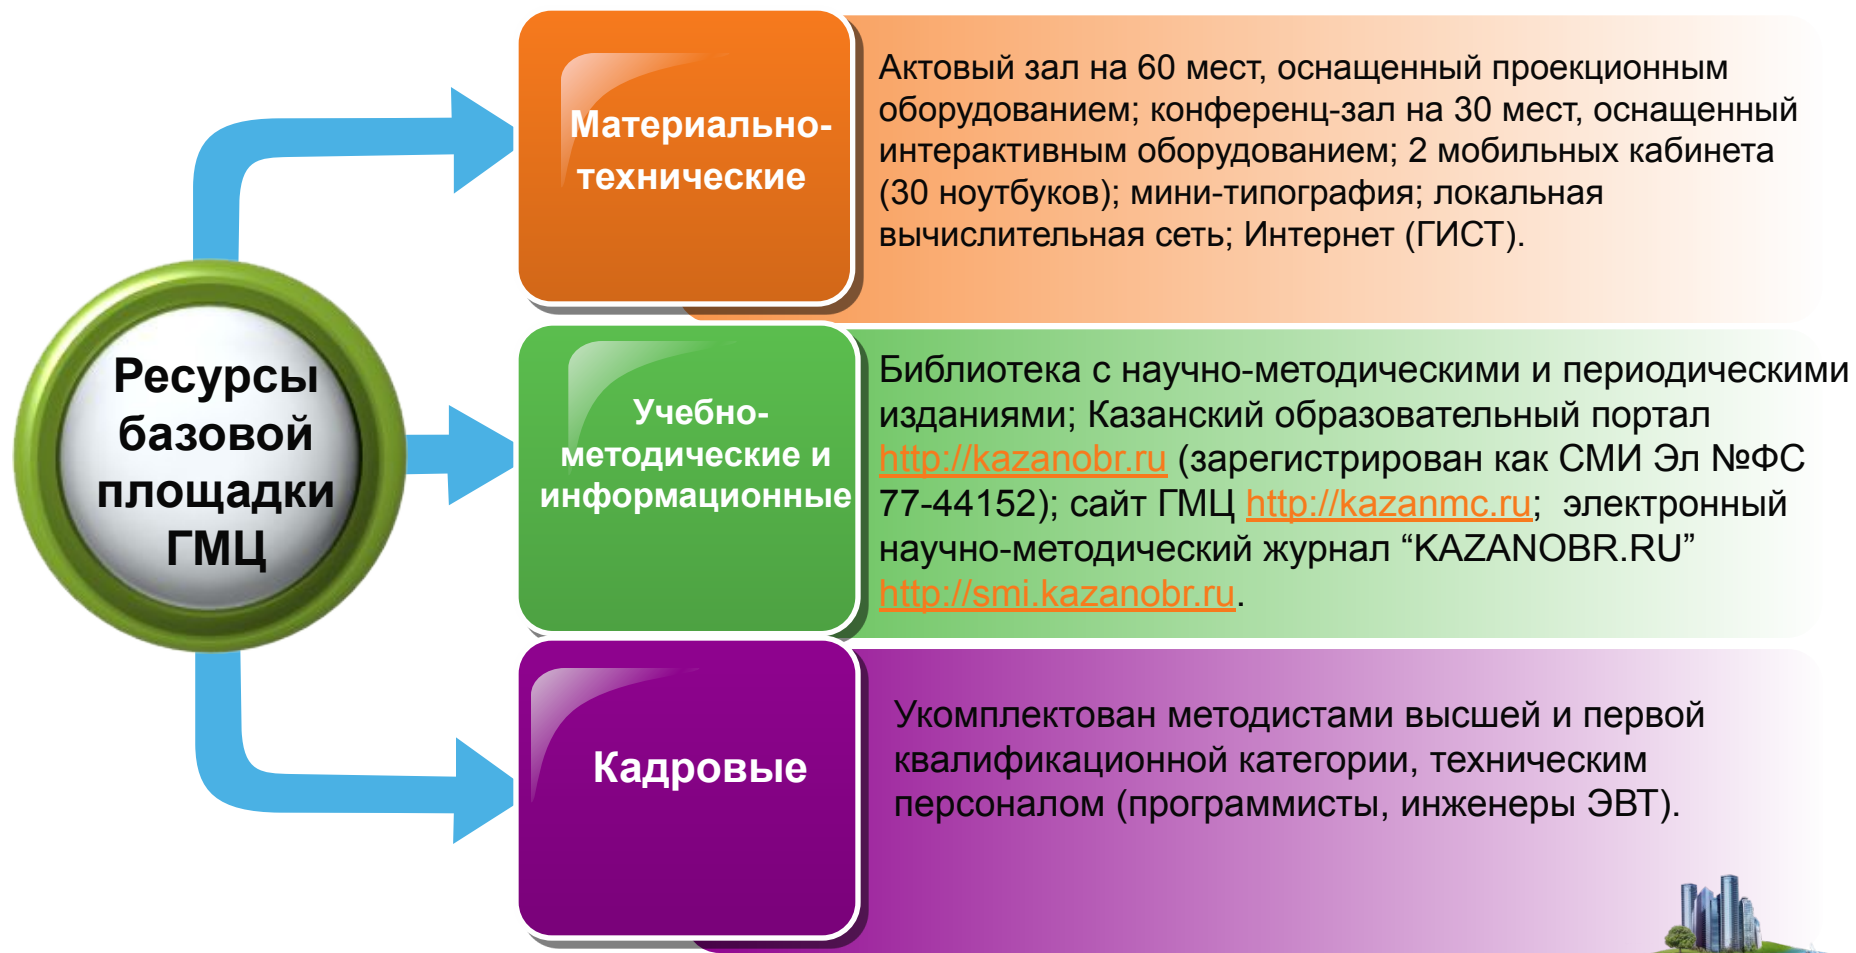 Ресурсы
базовой
площадки
ГМЦ
Материально-
технические
Актовый зал на 60 мест, оснащенный проекционным
оборудованием; конференц-зал на 30 мест, оснащенный
интерактивным оборудованием; 2 мобильных кабинета
(30 ноутбуков); мини-типография; локальная
вычислительная сеть; Интернет (ГИСТ).
Учебно-
методические и
информационные
Библиотека с научно-методическими и периодическими
изданиями; Казанский образовательный портал
http://kazanobr.ru (зарегистрирован как СМИ Эл №ФС
77-44152); сайт ГМЦ http://kazanmc.ru;  электронный
научно-методический журнал “KAZANOBR.RU”
http://smi.kazanobr.ru.
Кадровые
Укомплектован методистами высшей и первой
квалификационной категории, техническим
персоналом (программисты, инженеры ЭВТ).